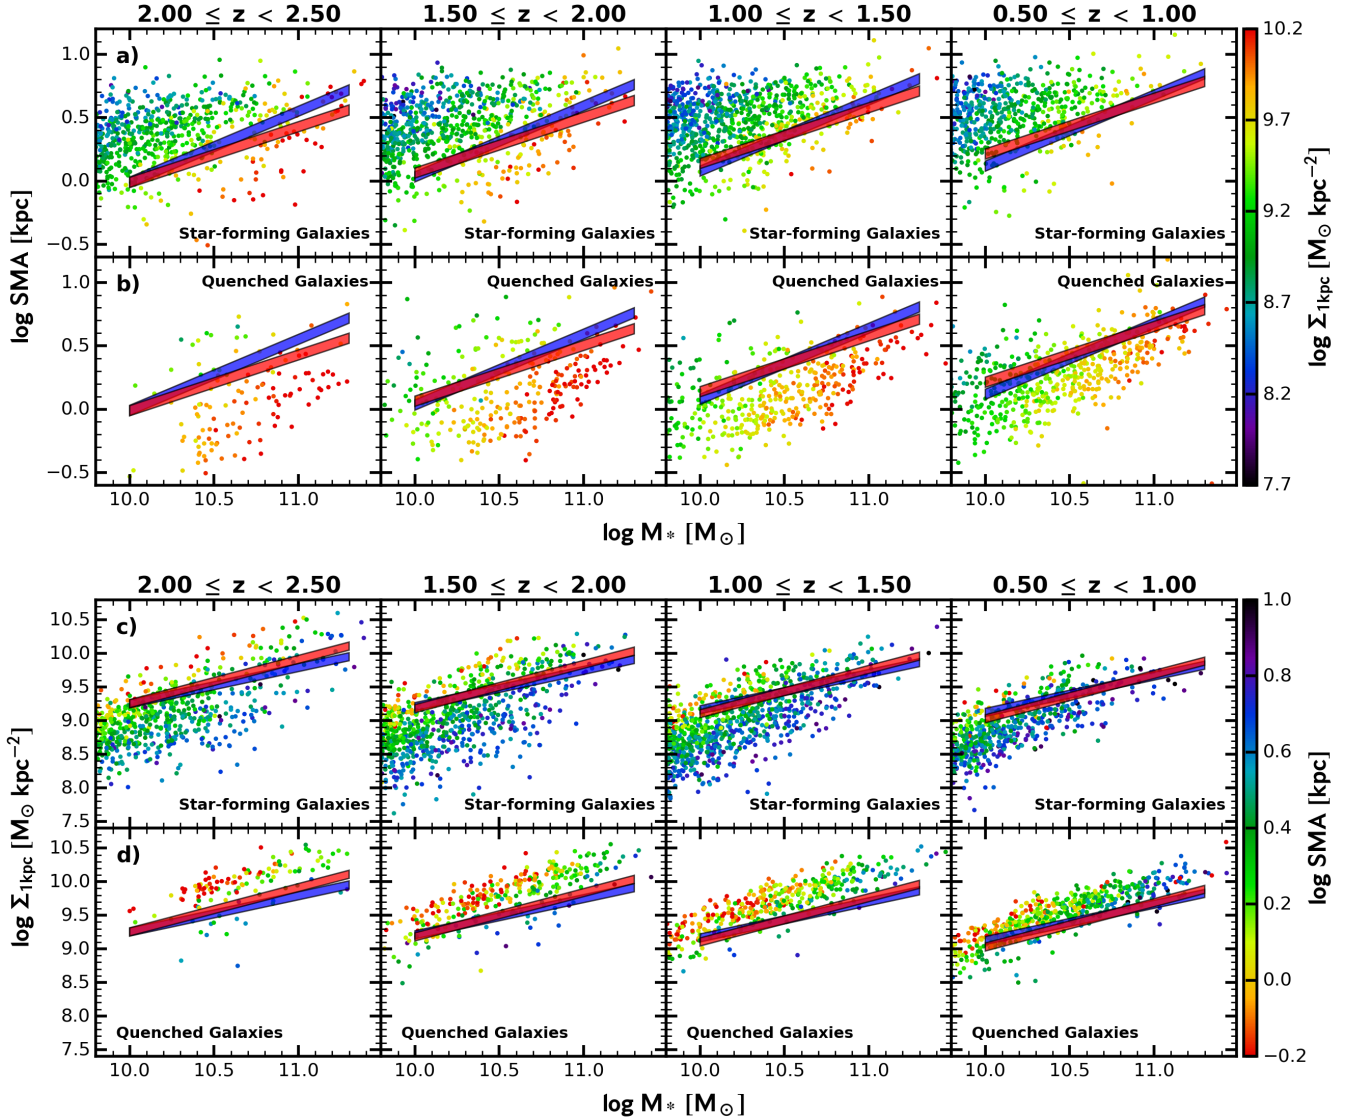 2.00 ≤ z < 2.50 1.50 ≤ z < 2.00 1.00 ≤ z < 1.50 0.50 ≤ z < 1.00
a)
Star-forming Galaxies Star-forming Galaxies Star-forming Galaxies Star-forming Galaxies
1.0
0.5
0.0
−0.5
b)
Quenched Galaxies Quenched Galaxies Quenched Galaxies Quenched Galaxies
1.0
0.5
0.0
−0.5
log SMA [kpc]
10.0 10.5 11.0 10.0 10.5 11.0 10.0 10.5 11.0 10.0 10.5 11.0
log M* [M⊙]
10.2
9.7
9.2
8.7
8.2
7.7
log Σ1kpc [M⊙ kpc−2]
2.00 ≤ z < 2.50 1.50 ≤ z < 2.00 1.00 ≤ z < 1.50 0.50 ≤ z < 1.00
c)
Star-forming Galaxies Star-forming Galaxies Star-forming Galaxies Star-forming Galaxies
10.5
10.0
9.5
9.0
8.5
8.0
7.5
d)
Quenched Galaxies Quenched Galaxies Quenched Galaxies Quenched Galaxies
10.5
10.0
9.5
9.0
8.5
8.0
7.5
log Σ1kpc [M⊙ kpc−2]
10.0 10.5 11.0 10.0 10.5 11.0 10.0 10.5 11.0 10.0 10.5 11.0
log M* [M⊙]
1.0
0.8
0.6
0.4
0.2
0.0
−0.2
log SMA [kpc]